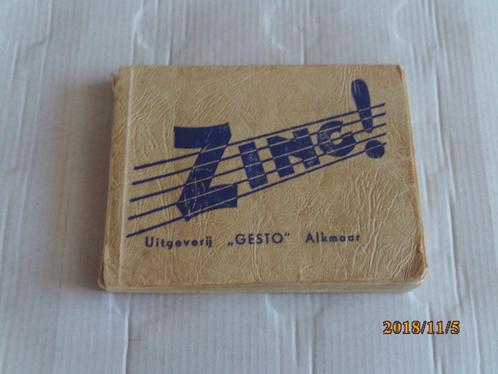 ZING!
Uitgeverij „GESTO" Alkmaar
2018/11/5